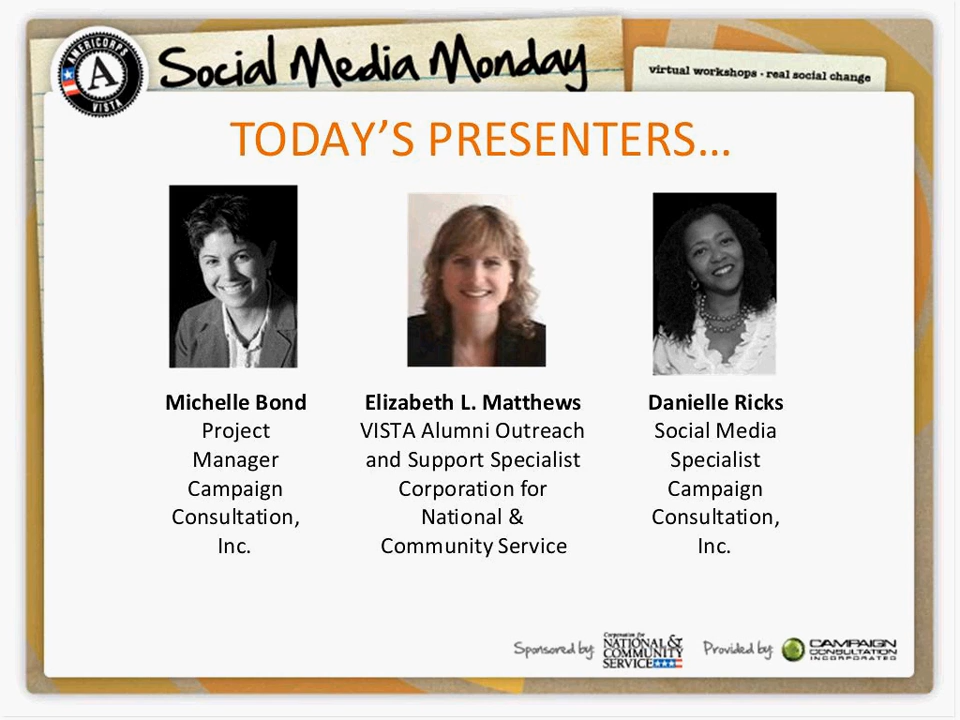 AMERICORPS
A
VISTA
Social Media Monday
virtual workshops · real social change
TODAY’S PRESENTERS…
Michelle Bond
Project
Manager
Campaign
Consultation,
Inc.
Elizabeth L. Matthews
VISTA Alumni Outreach
and Support Specialist
Corporation for
National &
Community Service
Danielle Ricks
Social Media
Specialist
Campaign
Consultation,
Inc.
Sponsored by:
Corporation for
NATIONAL &
COMMUNITY
SERVICE
Provided by:
CAMPAIGN
CONSULTATION
INCORPORATED